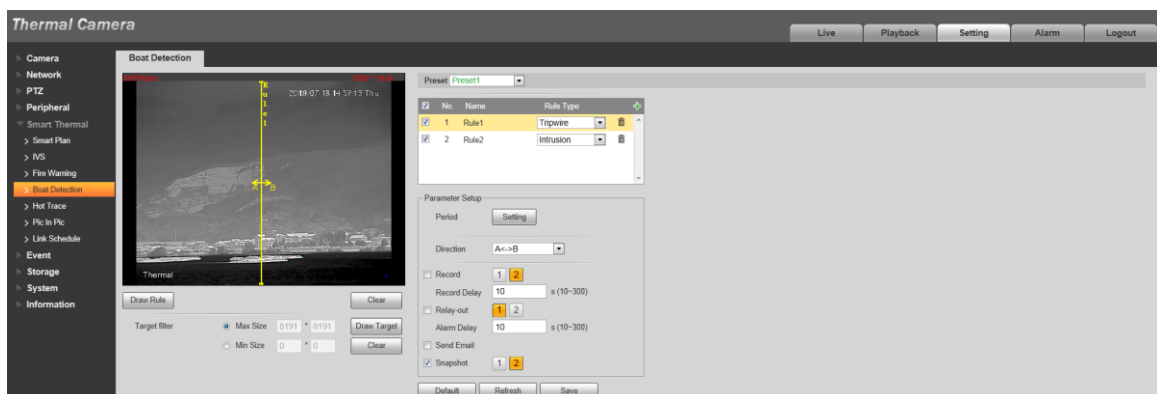 Thermal Camera
Live Playback Setting Alarm Logout
Camera
Network
PTZ
Peripheral
Smart Thermal
Smart Plan
IVS
Fire Warning
Boat Detection
Hot Trace
Pic In Pic
Link Schedule
Event
Storage
System
Information
Boat Detection
Rule1
2019-07-18 14:57:13 Thu
A B
Thermal
Draw Rule Clear
Target filter Max Size 8191 * 8191 Draw Target
Min Size 0 * 0 Clear
Preset Preset1
No. Name Rule Type
1 Rule1 Tripwire
2 Rule2 Intrusion
Parameter Setup
Period Setting
Direction A<->B
Record 1 2
Record Delay 10 s (10~300)
Relay-out 1 2
Alarm Delay 10 s (10~300)
Send Email
Snapshot 1 2
Default Refresh Save